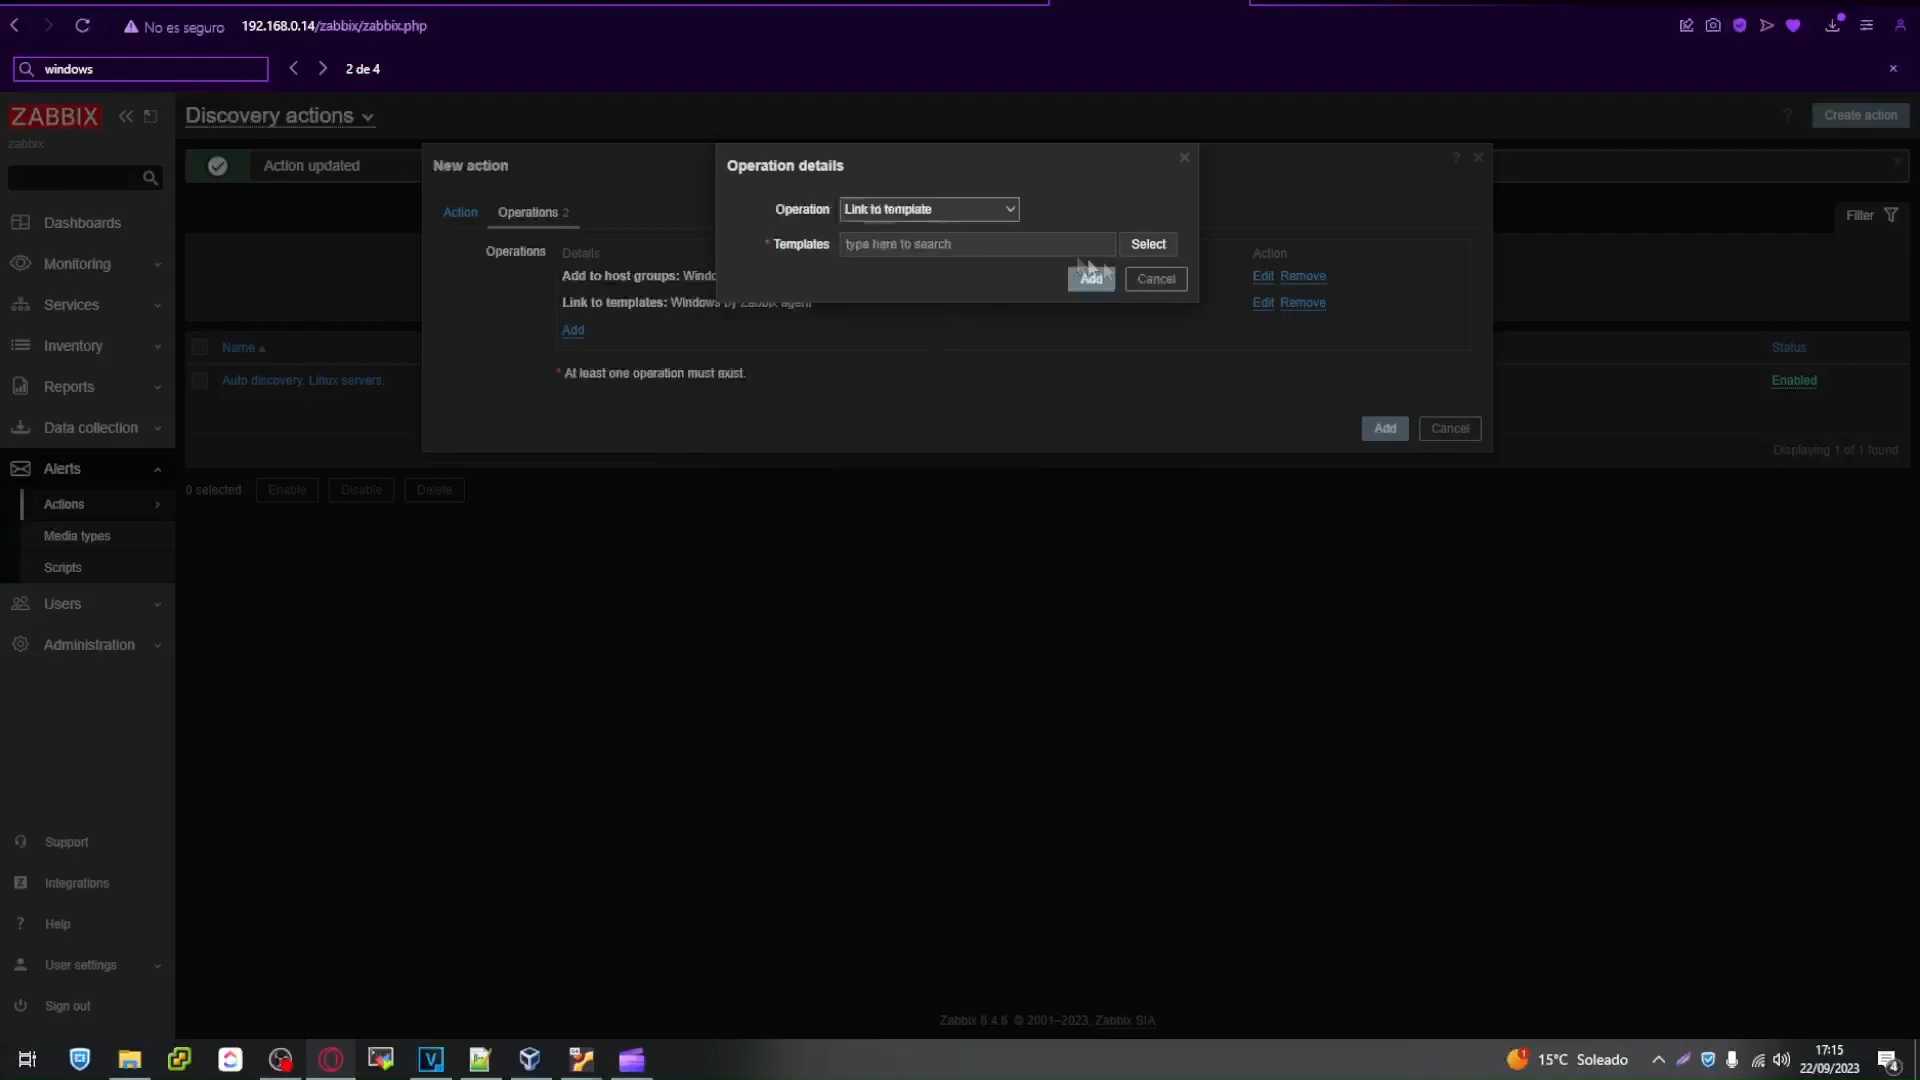 No es seguro 192.168.0.14/zabbix/zabbix.php
windows 2 de 4
ZABBIX
zabbix
Discovery actions
Create action
Action updated
New action
Operation details
Action Operations 2
Operation Link to template
Templates type here to search Select
Add Cancel
Operations Details Action
Add to host groups: Windo
Edit Remove
Link to templates: Windows by Zabbix agent
Edit Remove
Add
* At least one operation must exist.
Add Cancel
Filter
Name Status
Auto discovery. Linux servers. Enabled
Displaying 1 of 1 found
0 selected Enable Disable Delete
Dashboards
Monitoring
Services
Inventory
Reports
Data collection
Alerts
Actions
Media types
Scripts
Users
Administration
Support
Integrations
Help
User settings
Sign out
Zabbix 6.4.6. © 2001–2023, Zabbix SIA
15°C Soleado
17:15
22/09/2023
4